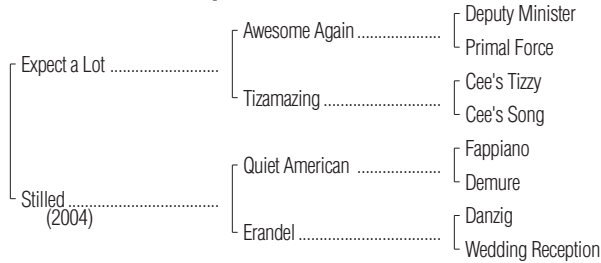 Deputy Minister
Awesome Again ....................
Primal Force
Expect a Lot ..........................
Cee's Tizzy
Tizamazing ............................
Cee's Song
Fappiano
Quiet American ....................
Demure
Stilled ....................................
(2004)
Danzig
Erandel ..................................
Wedding Reception